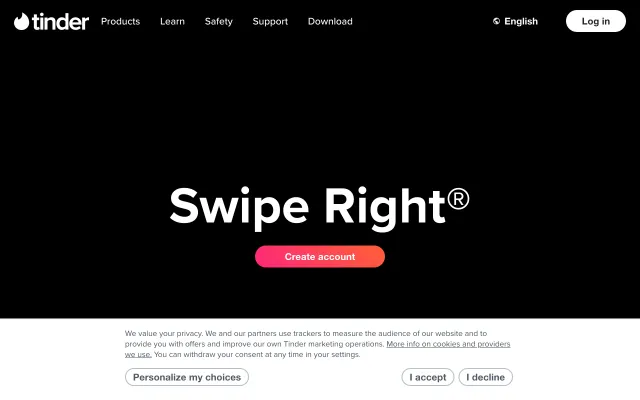 tinder
Products
Learn
Safety
Support
Download
English
Log in
Swipe Right®
Create account
We value your privacy. We and our partners use trackers to measure the audience of our website and to
provide you with offers and improve our own Tinder marketing operations. More info on cookies and providers
we use. You can withdraw your consent at any time in your settings.
Personalize my choices
I accept
I decline